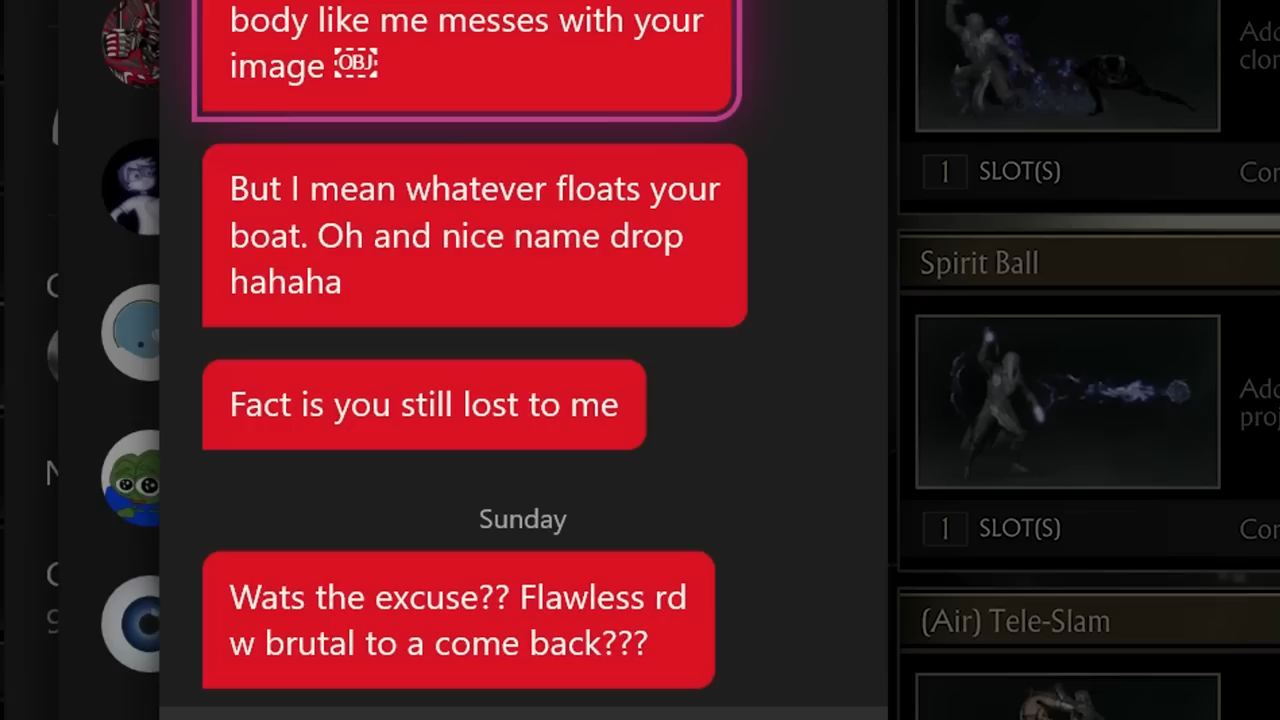 body like me messes with your
image OBJ
But I mean whatever floats your
boat. Oh and nice name drop
hahaha
Fact is you still lost to me
Sunday
Wats the excuse?? Flawless rd
w brutal to a come back???
1 SLOT(S)
Spirit Ball
1 SLOT(S)
(Air) Tele-Slam